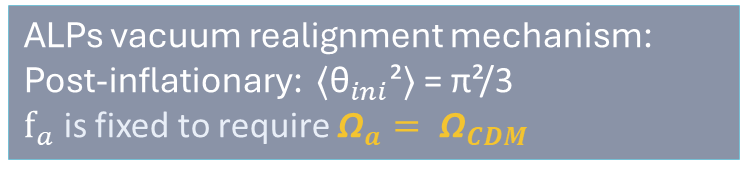 ALPs vacuum realignment mechanism:
Post-inflationary: ⟨θ_ini²⟩ = π²/3
f_a is fixed to require Ω_a = Ω_CDM